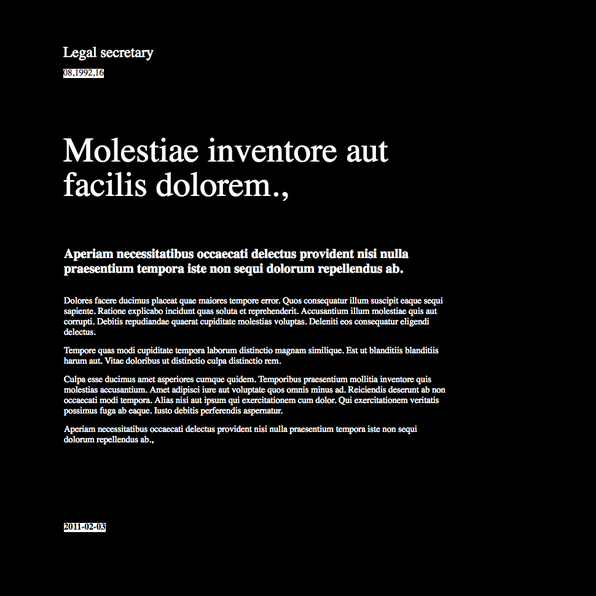 Legal secretary
08,1992,16
Molestiae inventore aut
facilis dolorem.,
Aperiam necessitatibus occaecati delectus provident nisi nulla
praesentium tempora iste non sequi dolorum repellendus ab.
Dolores facere ducimus placeat quae maiores tempore error. Quos consequatur illum suscipit eaque sequi
sapiente. Ratione explicabo incidunt quas soluta et reprehenderit. Accusantium illum molestiae quis aut
corrupti. Debitis repudiandae quaerat cupiditate molestias voluptas. Deleniti eos consequatur eligendi
delectus.
Tempore quas modi cupiditate tempora laborum distinctio magnam similique. Est ut blanditiis blanditiis
harum aut. Vitae doloribus ut distinctio culpa distinctio rem.
Culpa esse ducimus amet asperiores cumque quidem. Temporibus praesentium mollitia inventore quis
molestias accusantium. Amet adipisci iure aut voluptate quos omnis minus ad. Reiciendis deserunt ab non
occaecati modi tempora. Alias nisi aut ipsum qui exercitationem cum dolor. Qui exercitationem veritatis
possimus fuga ab eaque. Iusto debitis perferendis aspernatur.
Aperiam necessitatibus occaecati delectus provident nisi nulla praesentium tempora iste non sequi
dolorum repellendus ab.,
2011-02-03